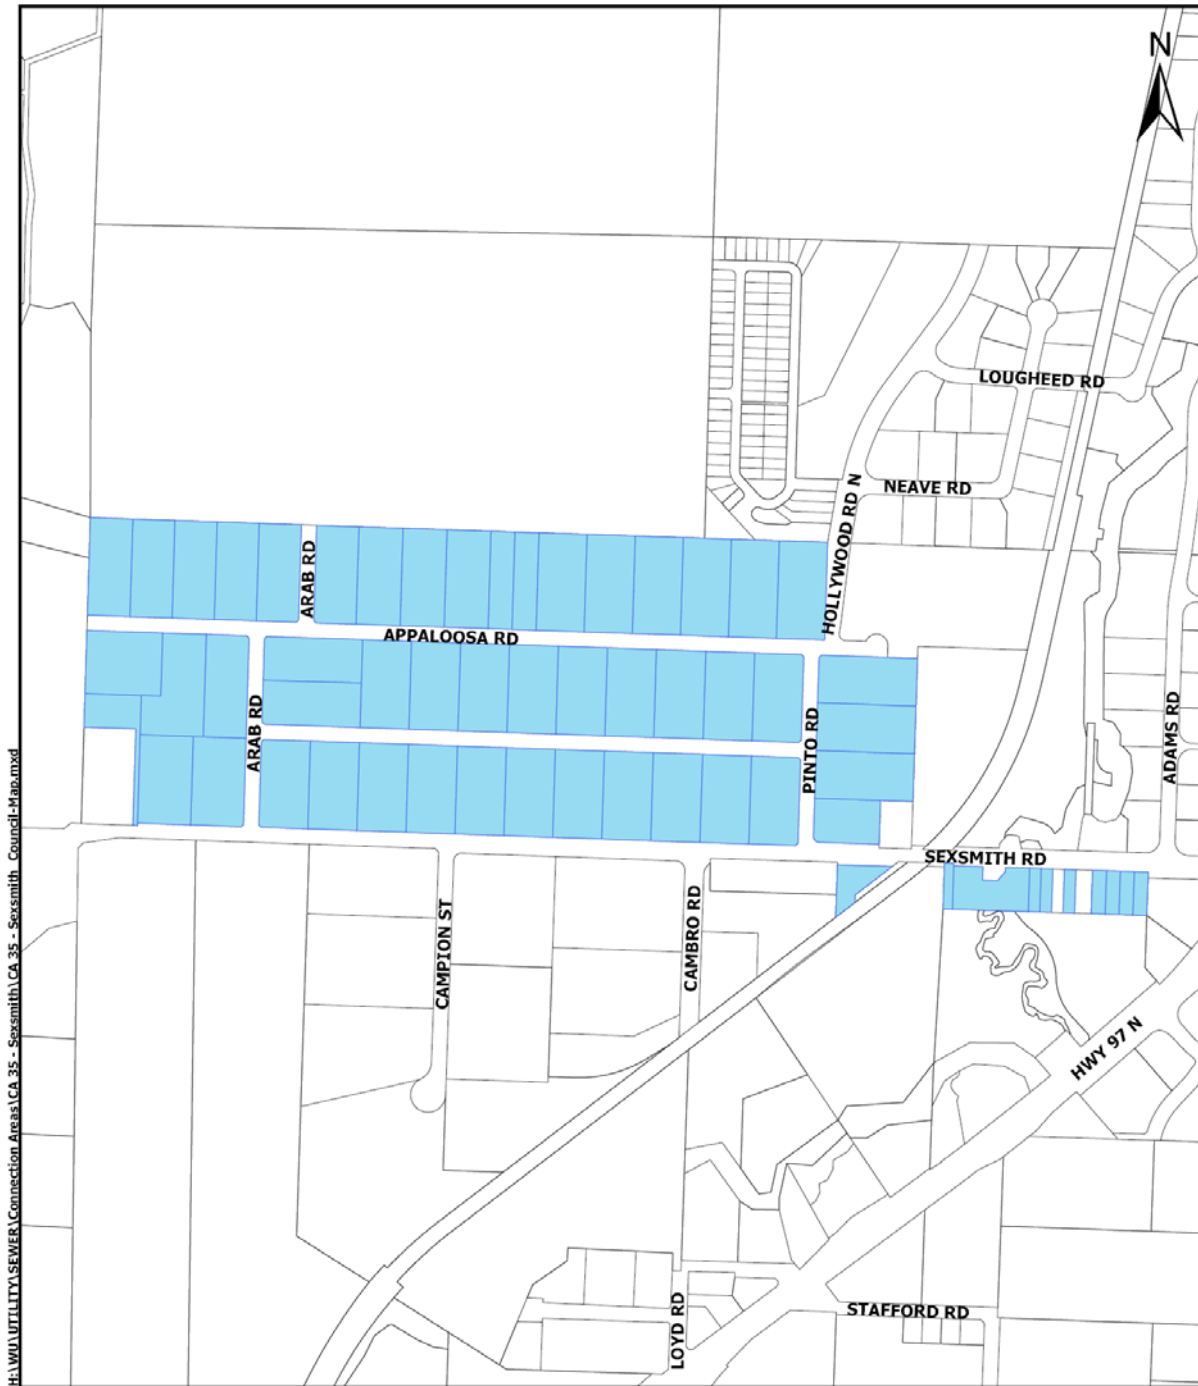 N
LOUGHEED RD
NEAVE RD
HOLLYWOOD RD N
ARAB RD
APPALOOSA RD
ARAB RD
PINTO RD
ADAMS RD
SEXSMITH RD
CAMPION ST
CAMBRO RD
HWY 97 N
STAFFORD RD
LOYD RD
H:\WU\UTILITY\SEWER\Connection Areas\CA 35 - Sexsmith\CA 35 - Sexsmith_Council-Map.mxd